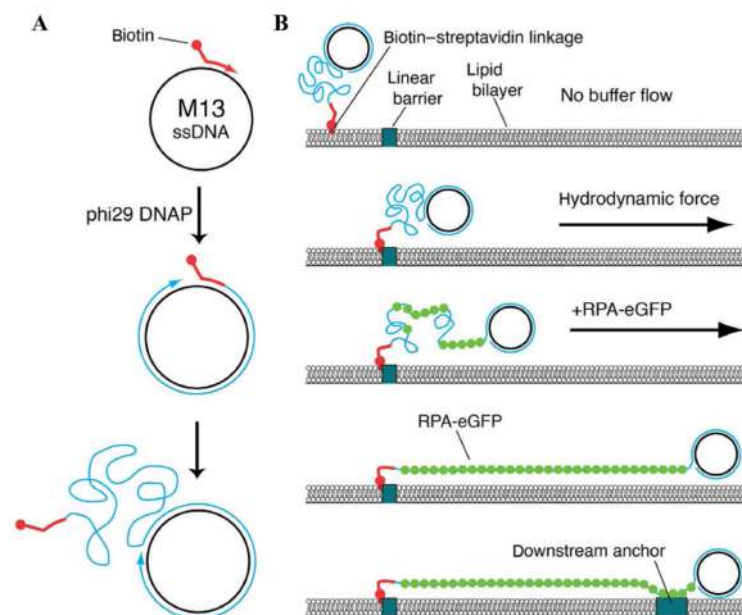 A
Biotin
M13
ssDNA
phi29 DNAP
B
Biotin–streptavidin linkage
Linear
barrier
Lipid
bilayer
No buffer flow
Hydrodynamic force
+RPA-eGFP
RPA-eGFP
Downstream anchor